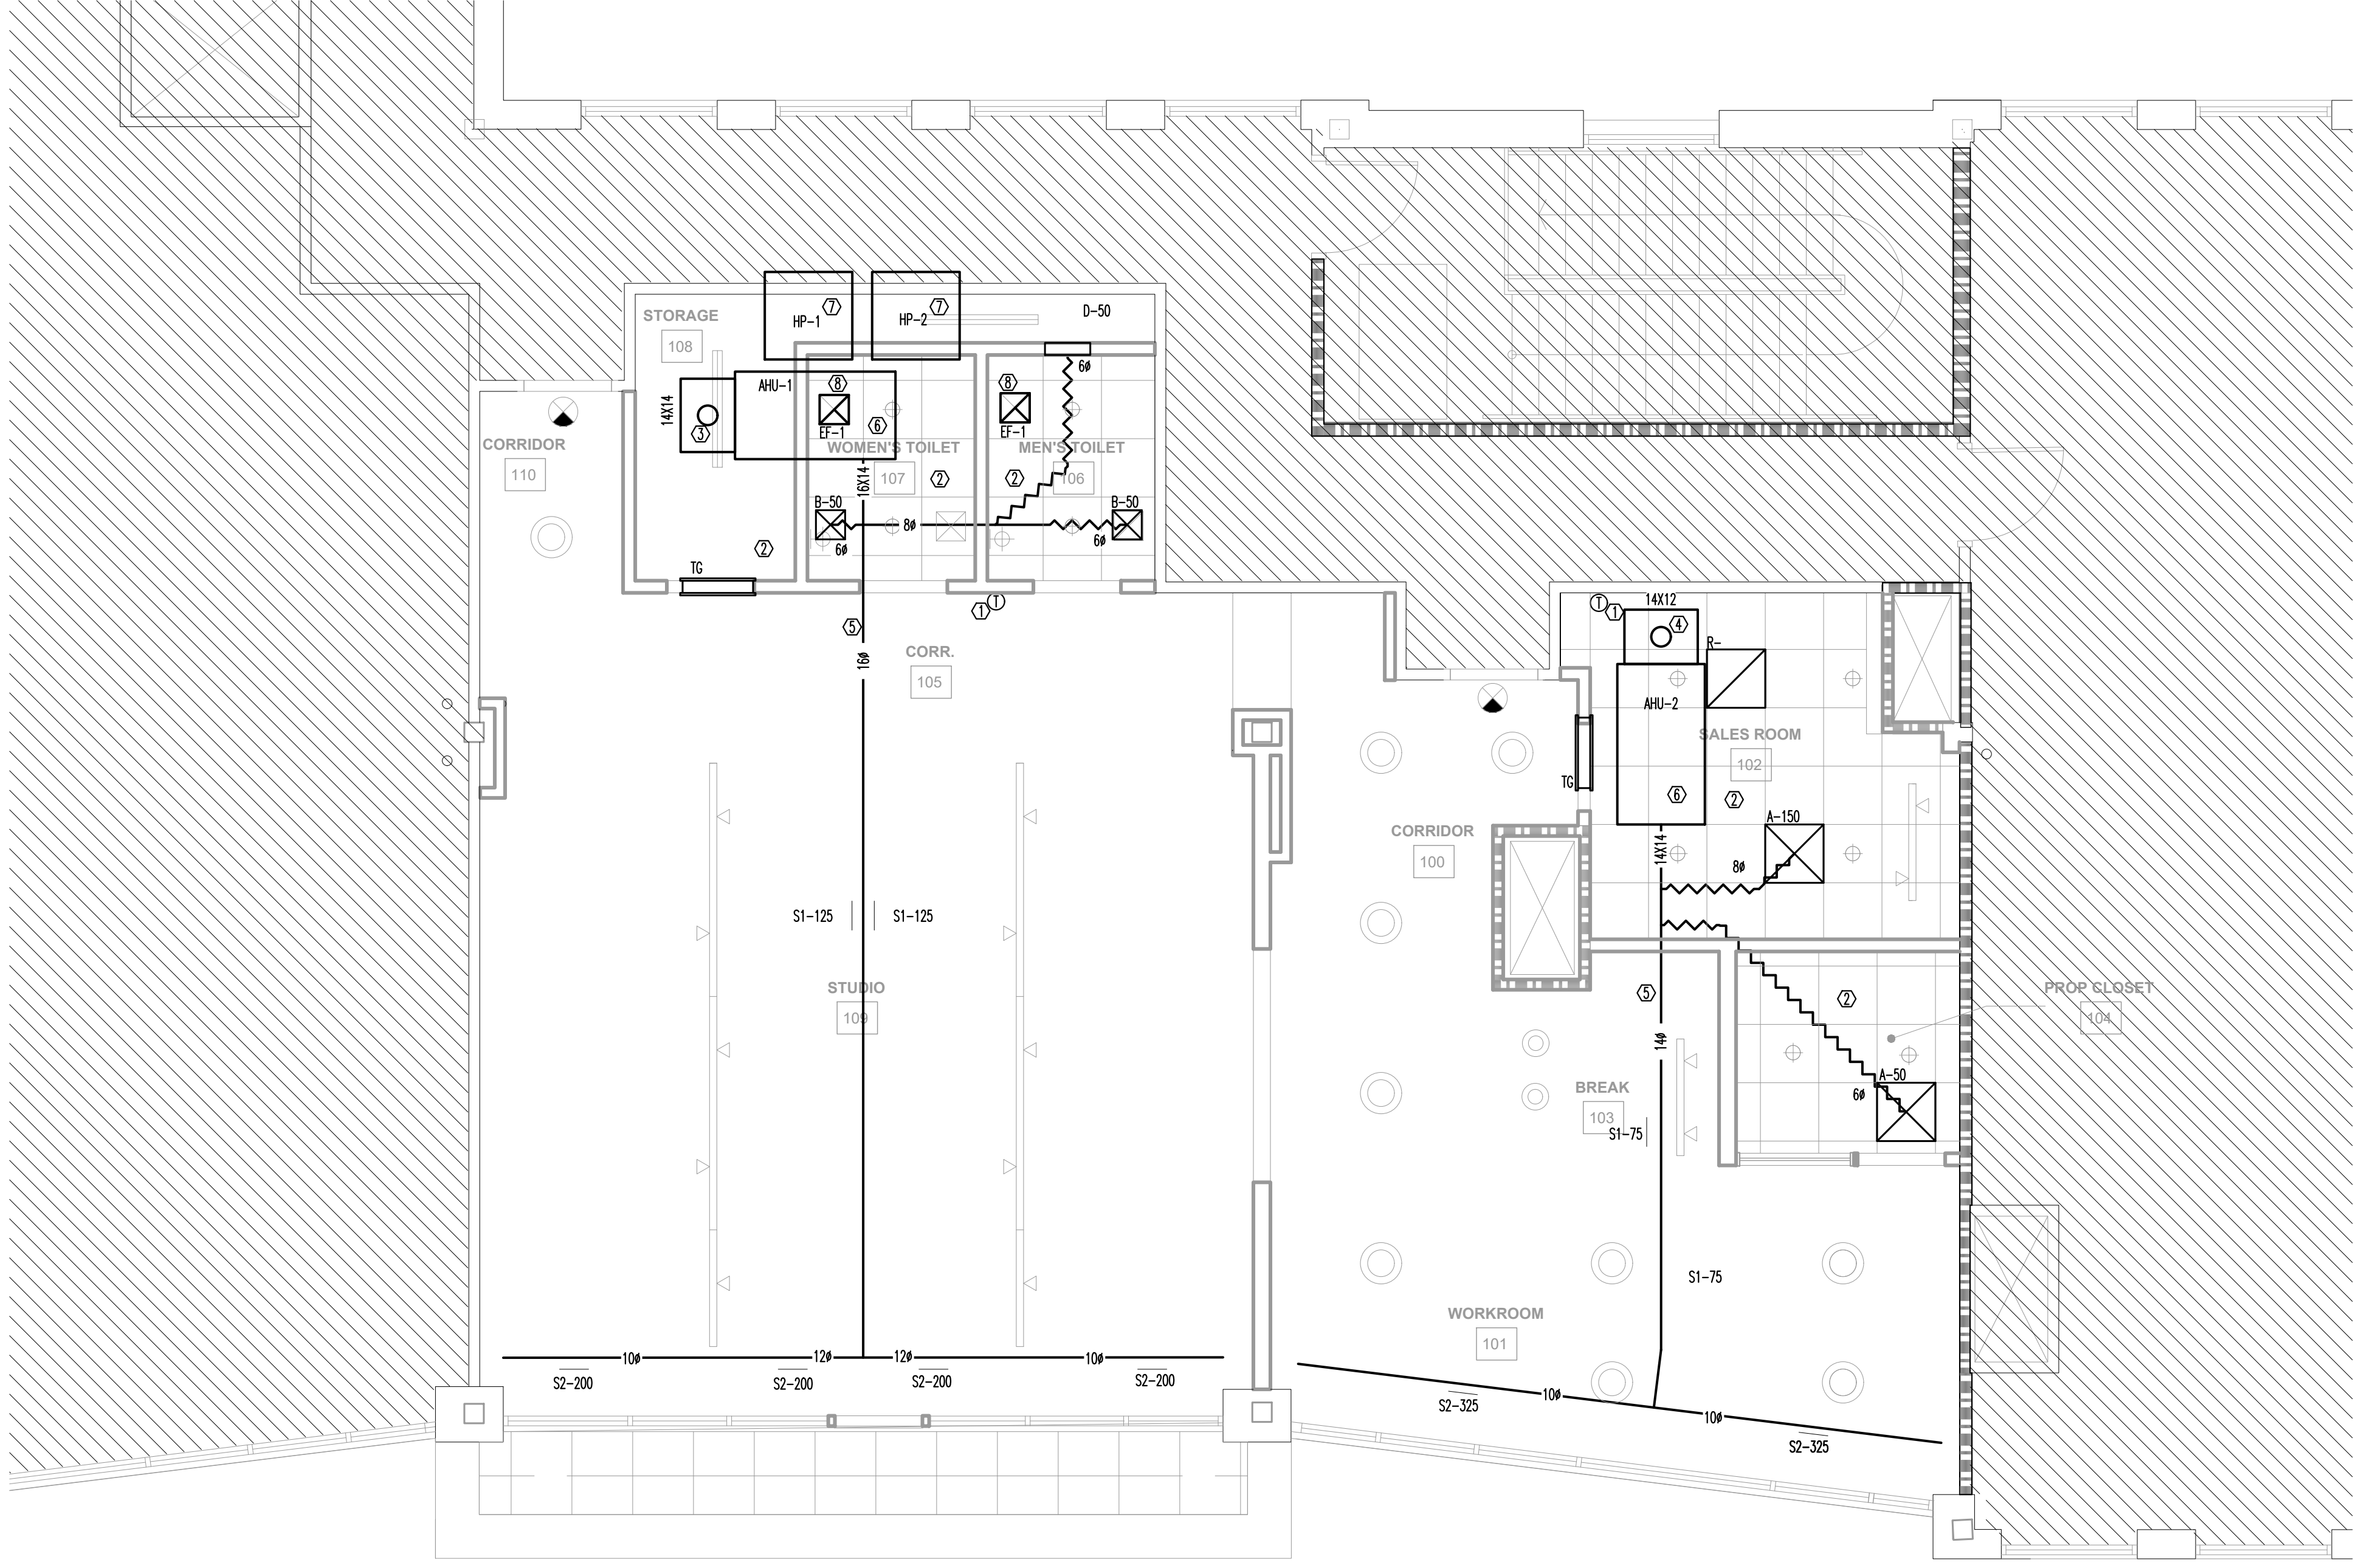 STORAGE
108
HP-1
7
HP-2
7
D-50
6ø
14X14
3
AHU-1
8
EF-1
6
8
EF-1
WOMEN'S TOILET
107
2
MEN'S TOILET
106
2
CORRIDOR
110
16X14
B-50
6ø
8ø
B-50
6ø
2
TG
1
T
5
16ø
CORR.
105
T
1
14X12
4
R-
AHU-2
SALES ROOM
102
TG
6
2
A-150
8ø
14X14
CORRIDOR
100
S1-125
S1-125
STUDIO
109
5
14ø
2
PROP CLOSET
104
A-50
6ø
BREAK
103
S1-75
S1-75
WORKROOM
101
10ø
12ø
12ø
10ø
S2-200
S2-200
S2-200
S2-200
10ø
S2-325
10ø
S2-325